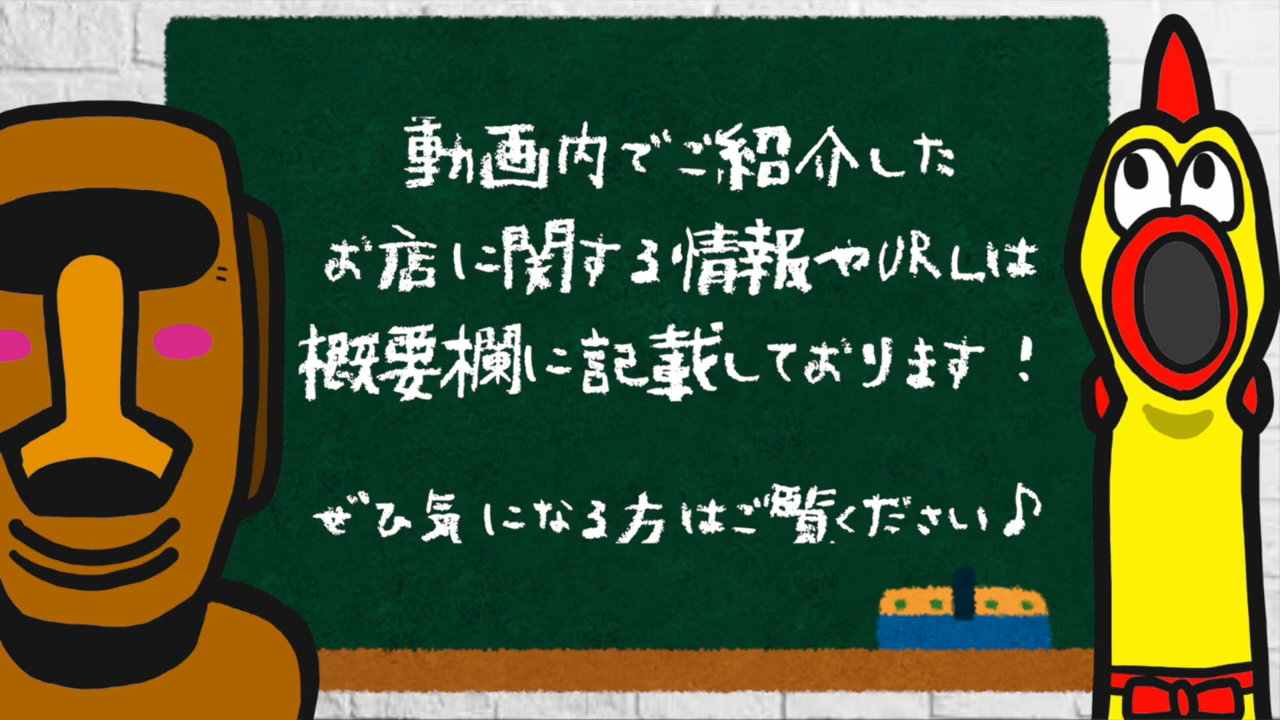 動画内でご紹介した
お店に関する情報やURLは
概要欄に記載しております！
ぜひ気になる方はご覧ください♪